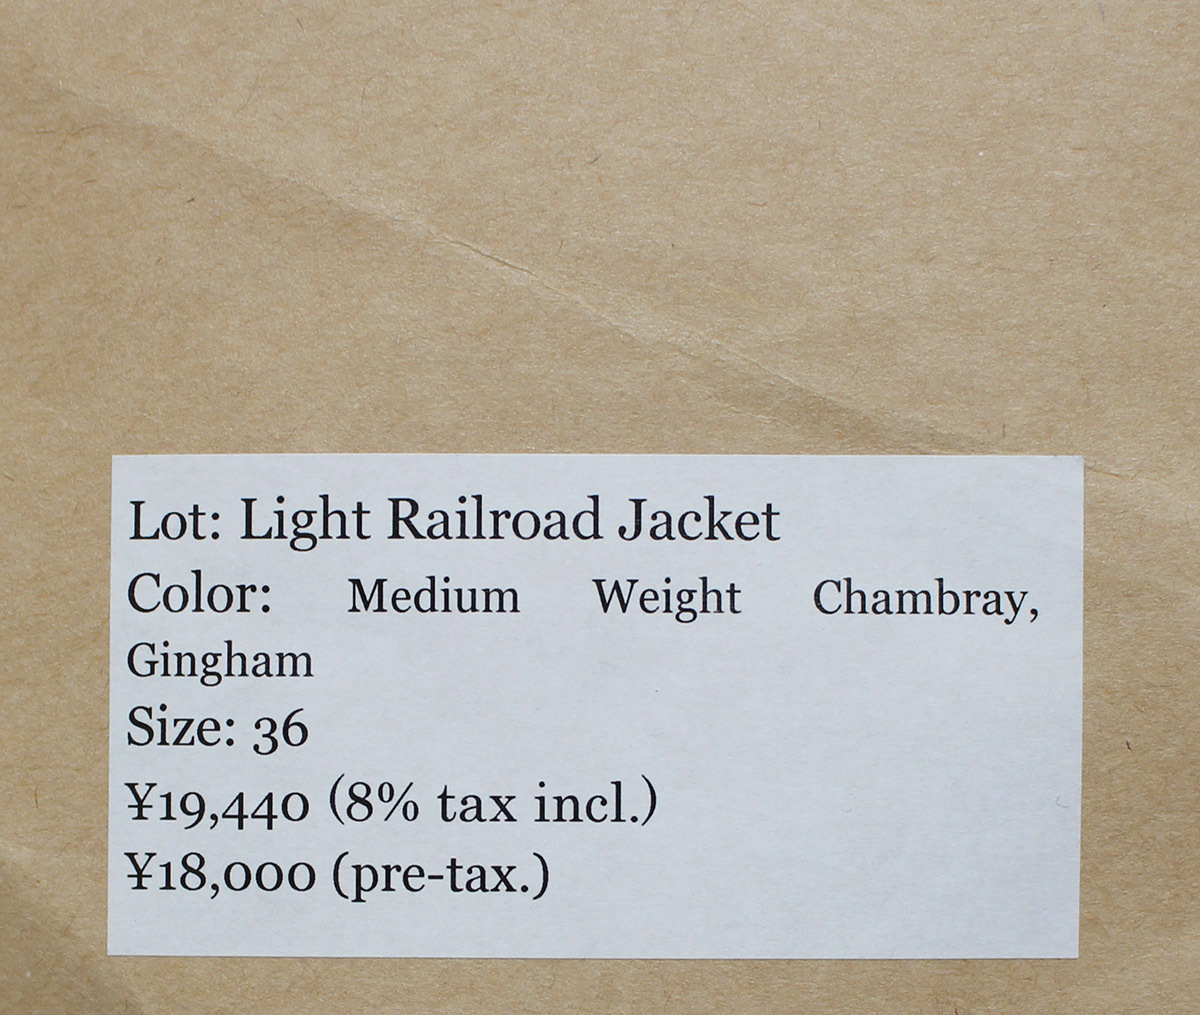 Lot: Light Railroad Jacket
Color: Medium Weight Chambray,
Gingham
Size: 36
¥19,440 (8% tax incl.)
¥18,000 (pre-tax.)